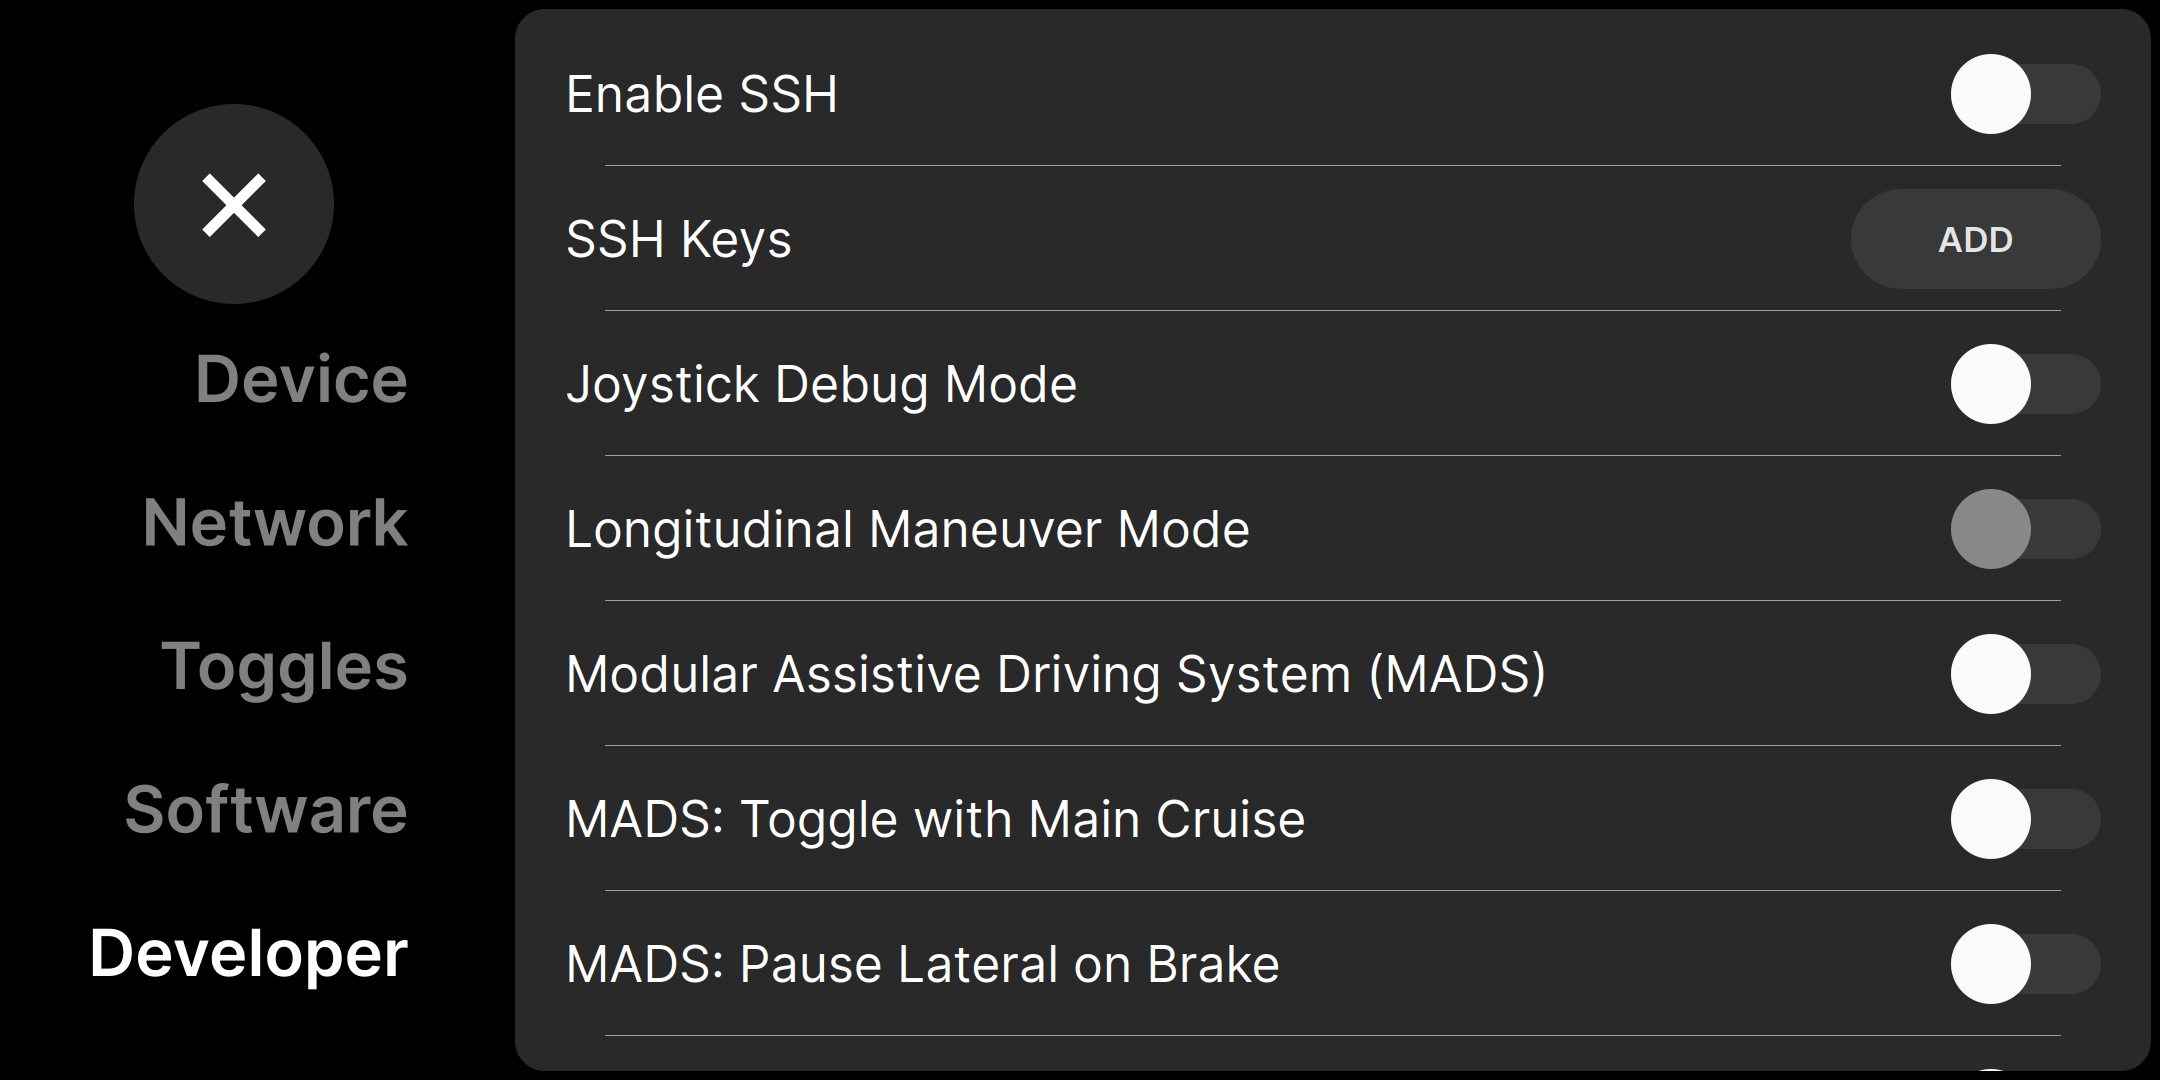 Device
Network
Toggles
Software
Developer
Enable SSH
SSH Keys
ADD
Joystick Debug Mode
Longitudinal Maneuver Mode
Modular Assistive Driving System (MADS)
MADS: Toggle with Main Cruise
MADS: Pause Lateral on Brake